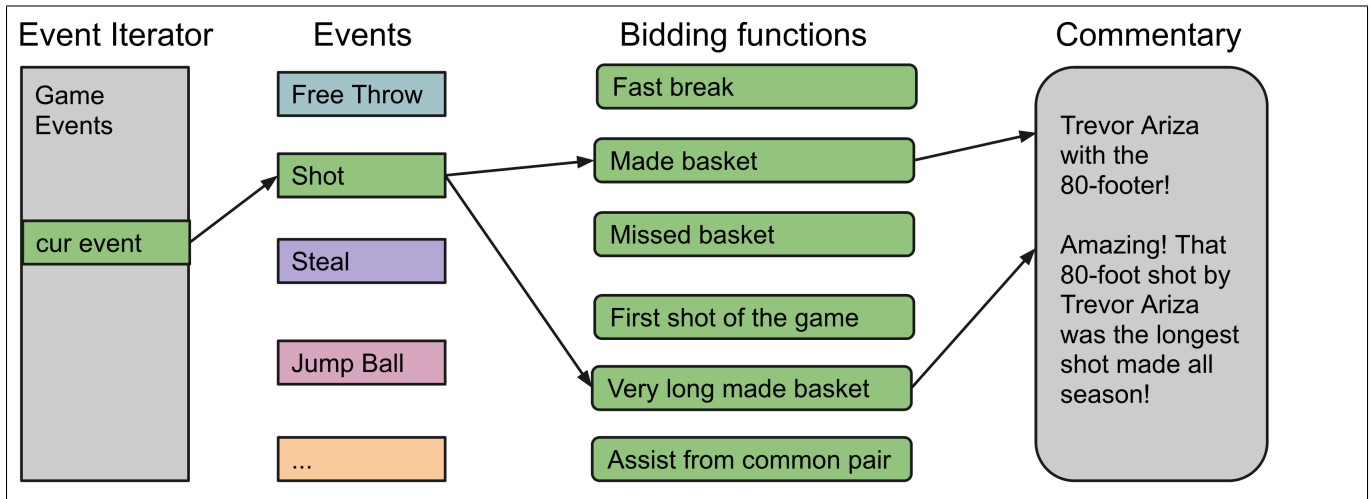 Event Iterator
Events
Bidding functions
Commentary
Game
Events
cur event
Free Throw
Shot
Steal
Jump Ball
...
Fast break
Made basket
Missed basket
First shot of the game
Very long made basket
Assist from common pair
Trevor Ariza
with the
80-footer!
Amazing! That
80-foot shot by
Trevor Ariza
was the longest
shot made all
season!